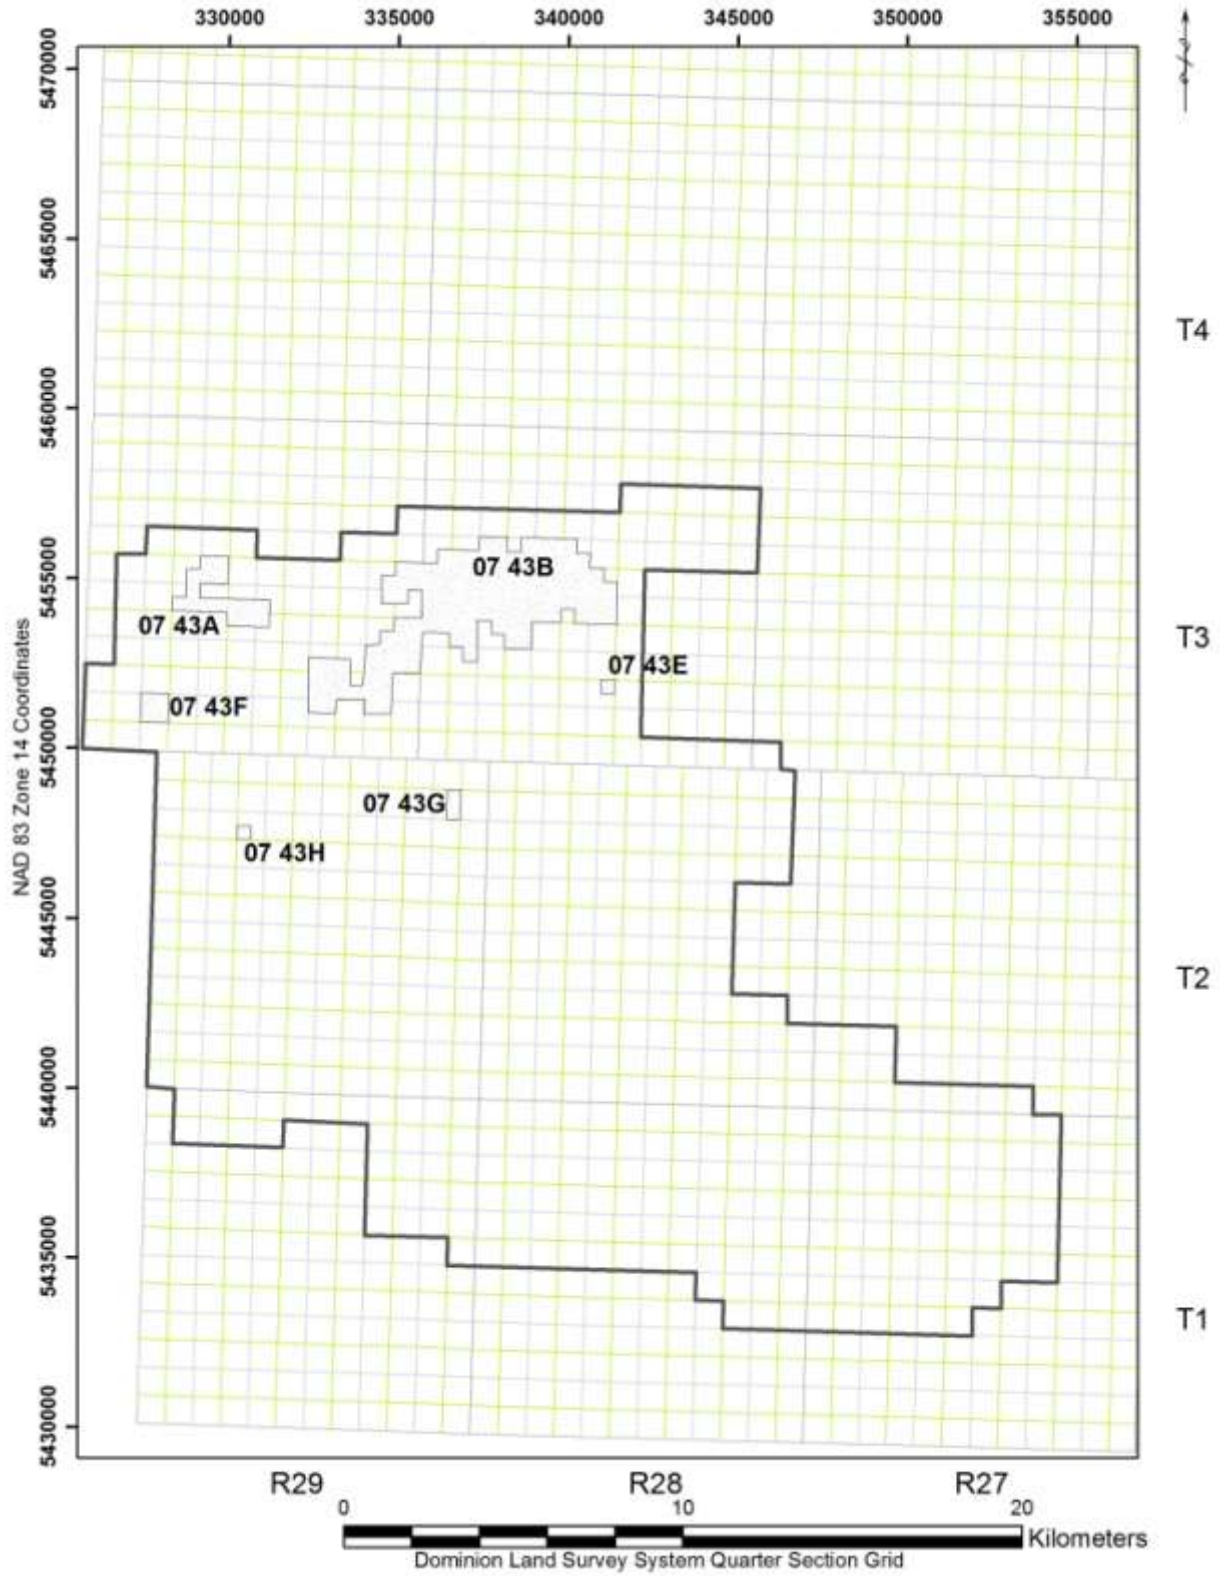 330000 335000 340000 345000 350000 355000
5470000
5465000
T4
5460000
07 43B
5455000
07 43A
T3
07 43E
07 43F
NAD 83 Zone 14 Coordinates
5450000
07 43G
07 43H
5445000
T2
5440000
5435000
T1
5430000
R29 R28 R27
0 10 20
Kilometers
Dominion Land Survey System Quarter Section Grid